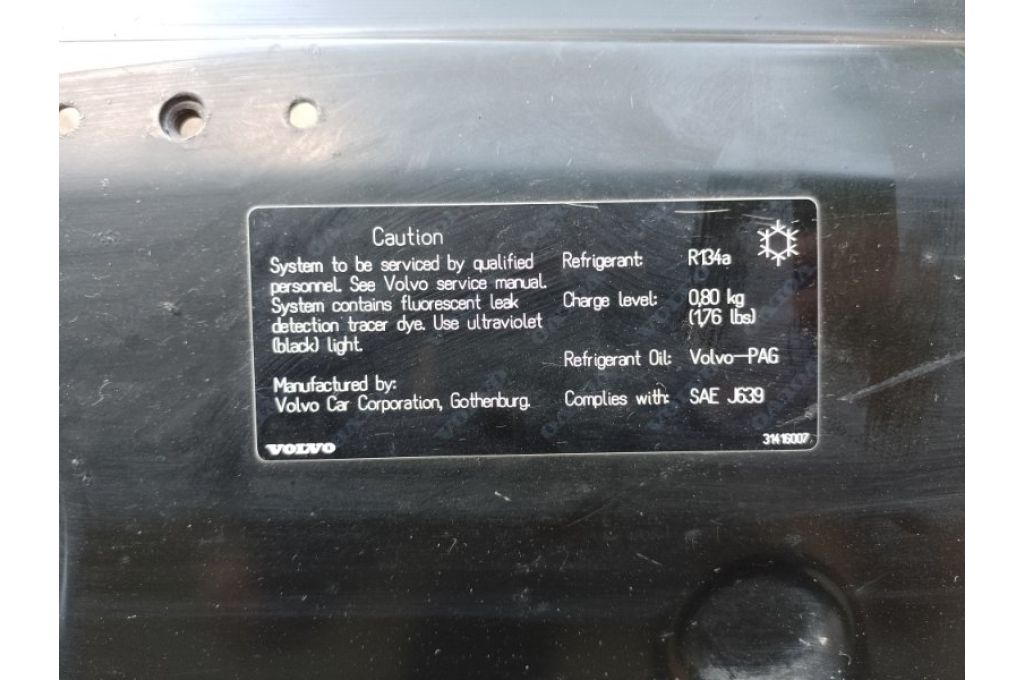 Caution
System to be serviced by qualified
personnel. See Volvo service manual.
System contains fluorescent leak
detection tracer dye. Use ultraviolet
(black) light.
Manufactured by:
Volvo Car Corporation, Gothenburg.
VOLVO
Refrigerant: R134a
Charge level: 0,80 kg
(1,76 lbs)
Refrigerant Oil: Volvo-PAG
Complies with: SAE J639
31416007